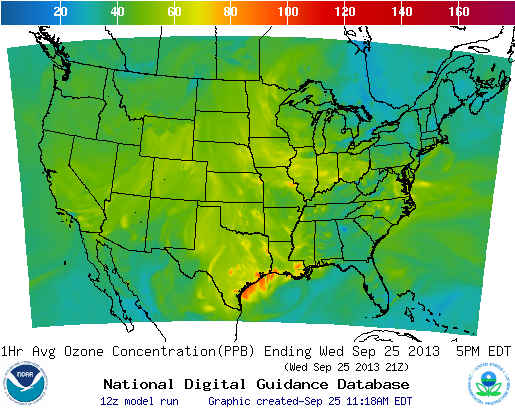 20 40 60 80 100 120 140 160
1Hr Avg Ozone Concentration(PPB) Ending Wed Sep 25 2013  5PM EDT
(Wed Sep 25 2013 21Z)
NOAA
National Digital Guidance Database
12z model run     Graphic created-Sep 25 11:18AM EDT